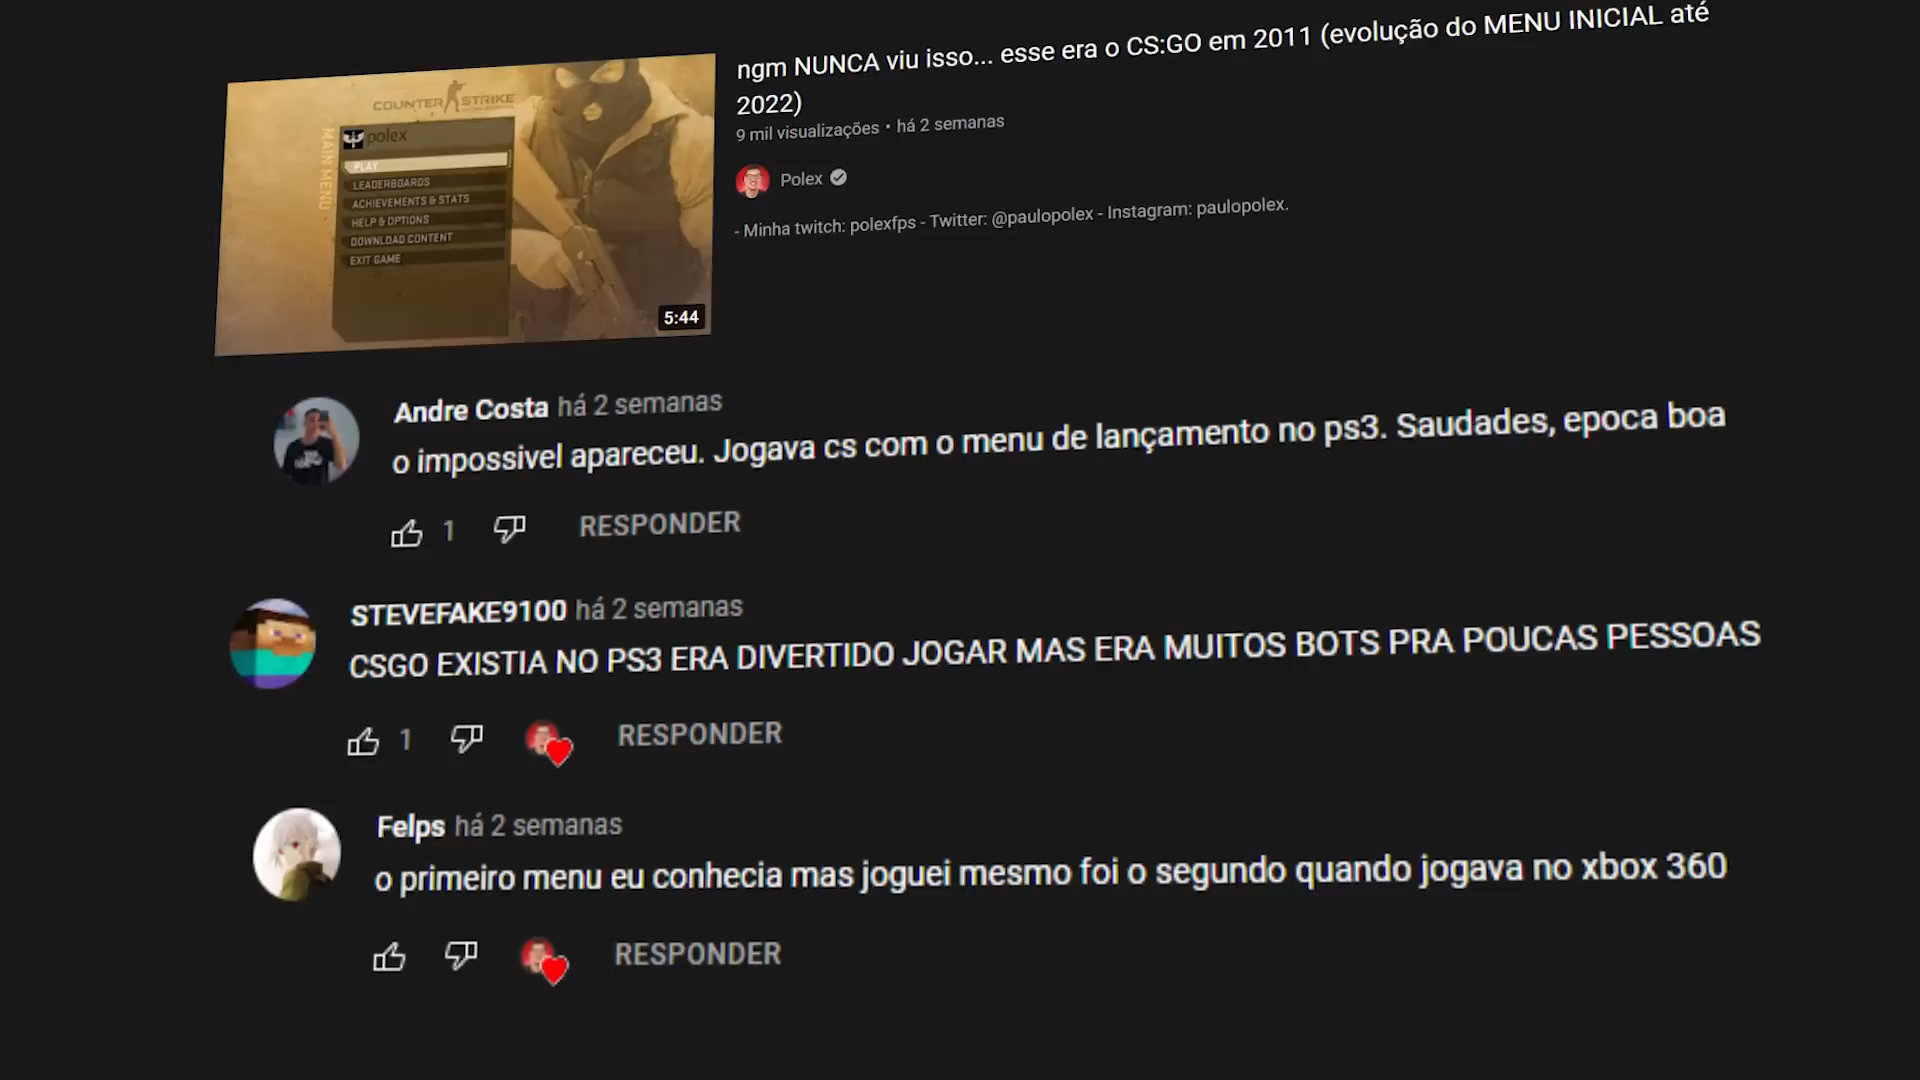 ngm NUNCA viu isso... esse era o CS:GO em 2011 (evolução do MENU INICIAL até
2022)
9 mil visualizações • há 2 semanas
Polex
- Minha twitch: polexfps - Twitter: @paulopolex - Instagram: paulopolex.
COUNTER STRIKE
MAIN MENU
polex
PLAY
LEADERBOARDS
ACHIEVEMENTS & STATS
HELP & OPTIONS
DOWNLOAD CONTENT
EXIT GAME
5:44
Andre Costa há 2 semanas
o impossivel apareceu. Jogava cs com o menu de lançamento no ps3. Saudades, epoca boa
1 RESPONDER
STEVEFAKE9100 há 2 semanas
CSGO EXISTIA NO PS3 ERA DIVERTIDO JOGAR MAS ERA MUITOS BOTS PRA POUCAS PESSOAS
1 RESPONDER
Felps há 2 semanas
o primeiro menu eu conhecia mas joguei mesmo foi o segundo quando jogava no xbox 360
RESPONDER